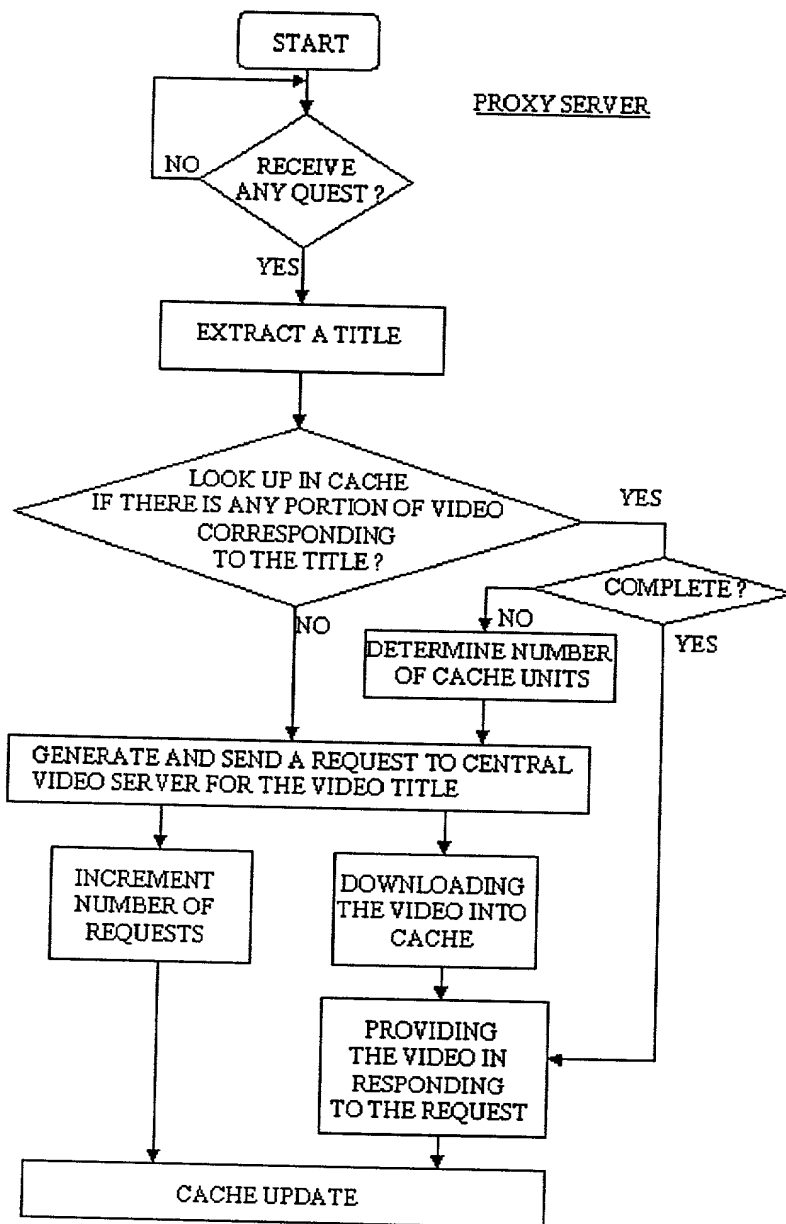 START
PROXY SERVER
NO
RECEIVE
ANY QUEST ?
YES
EXTRACT A TITLE
LOOK UP IN CACHE
IF THERE IS ANY PORTION OF VIDEO
CORRESPONDING
TO THE TITLE ?
YES
COMPLETE ?
NO
NO
YES
DETERMINE NUMBER
OF CACHE UNITS
GENERATE AND SEND A REQUEST TO CENTRAL
VIDEO SERVER FOR THE VIDEO TITLE
INCREMENT
NUMBER OF
REQUESTS
DOWNLOADING
THE VIDEO INTO
CACHE
PROVIDING
THE VIDEO IN
RESPONDING
TO THE REQUEST
CACHE UPDATE